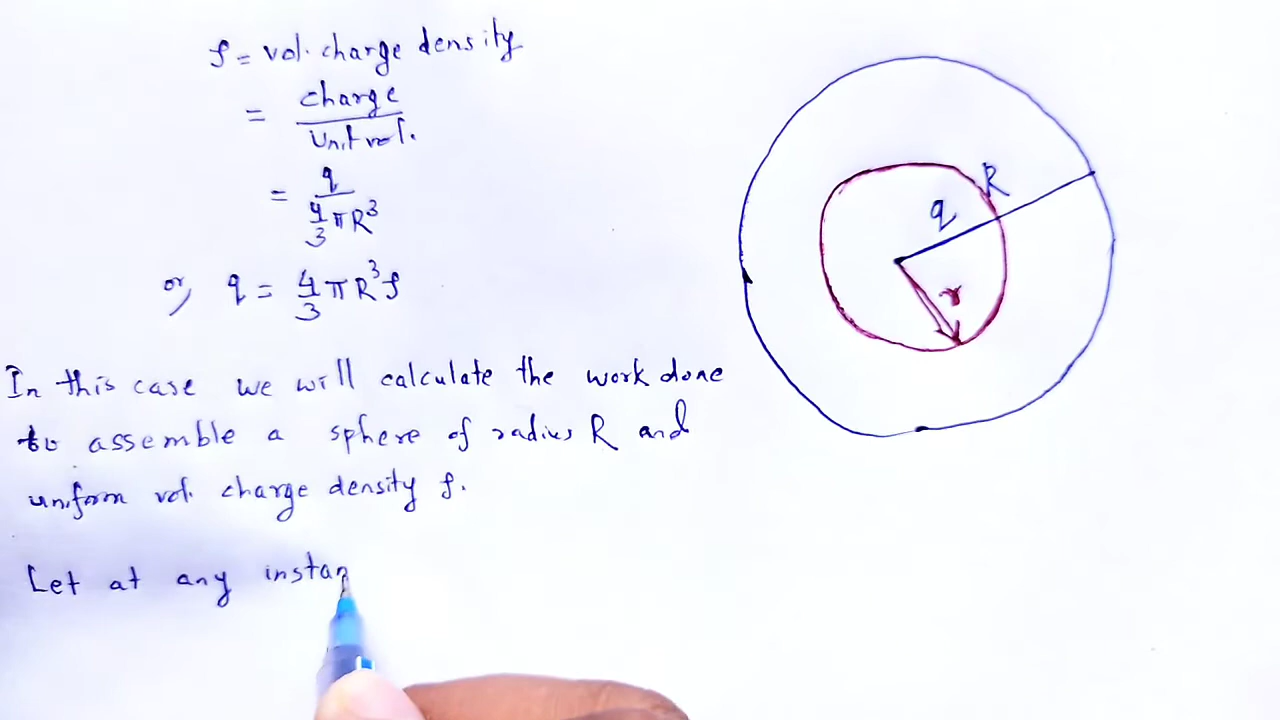 ρ = vol. charge density
= charge / Unit vol.
= q / 4/3 πR³
or, q = 4/3 πR³ρ
In this case we will calculate the work done
to assemble a sphere of radius R and
uniform vol. charge density ρ.
Let at any instan
R
q
r